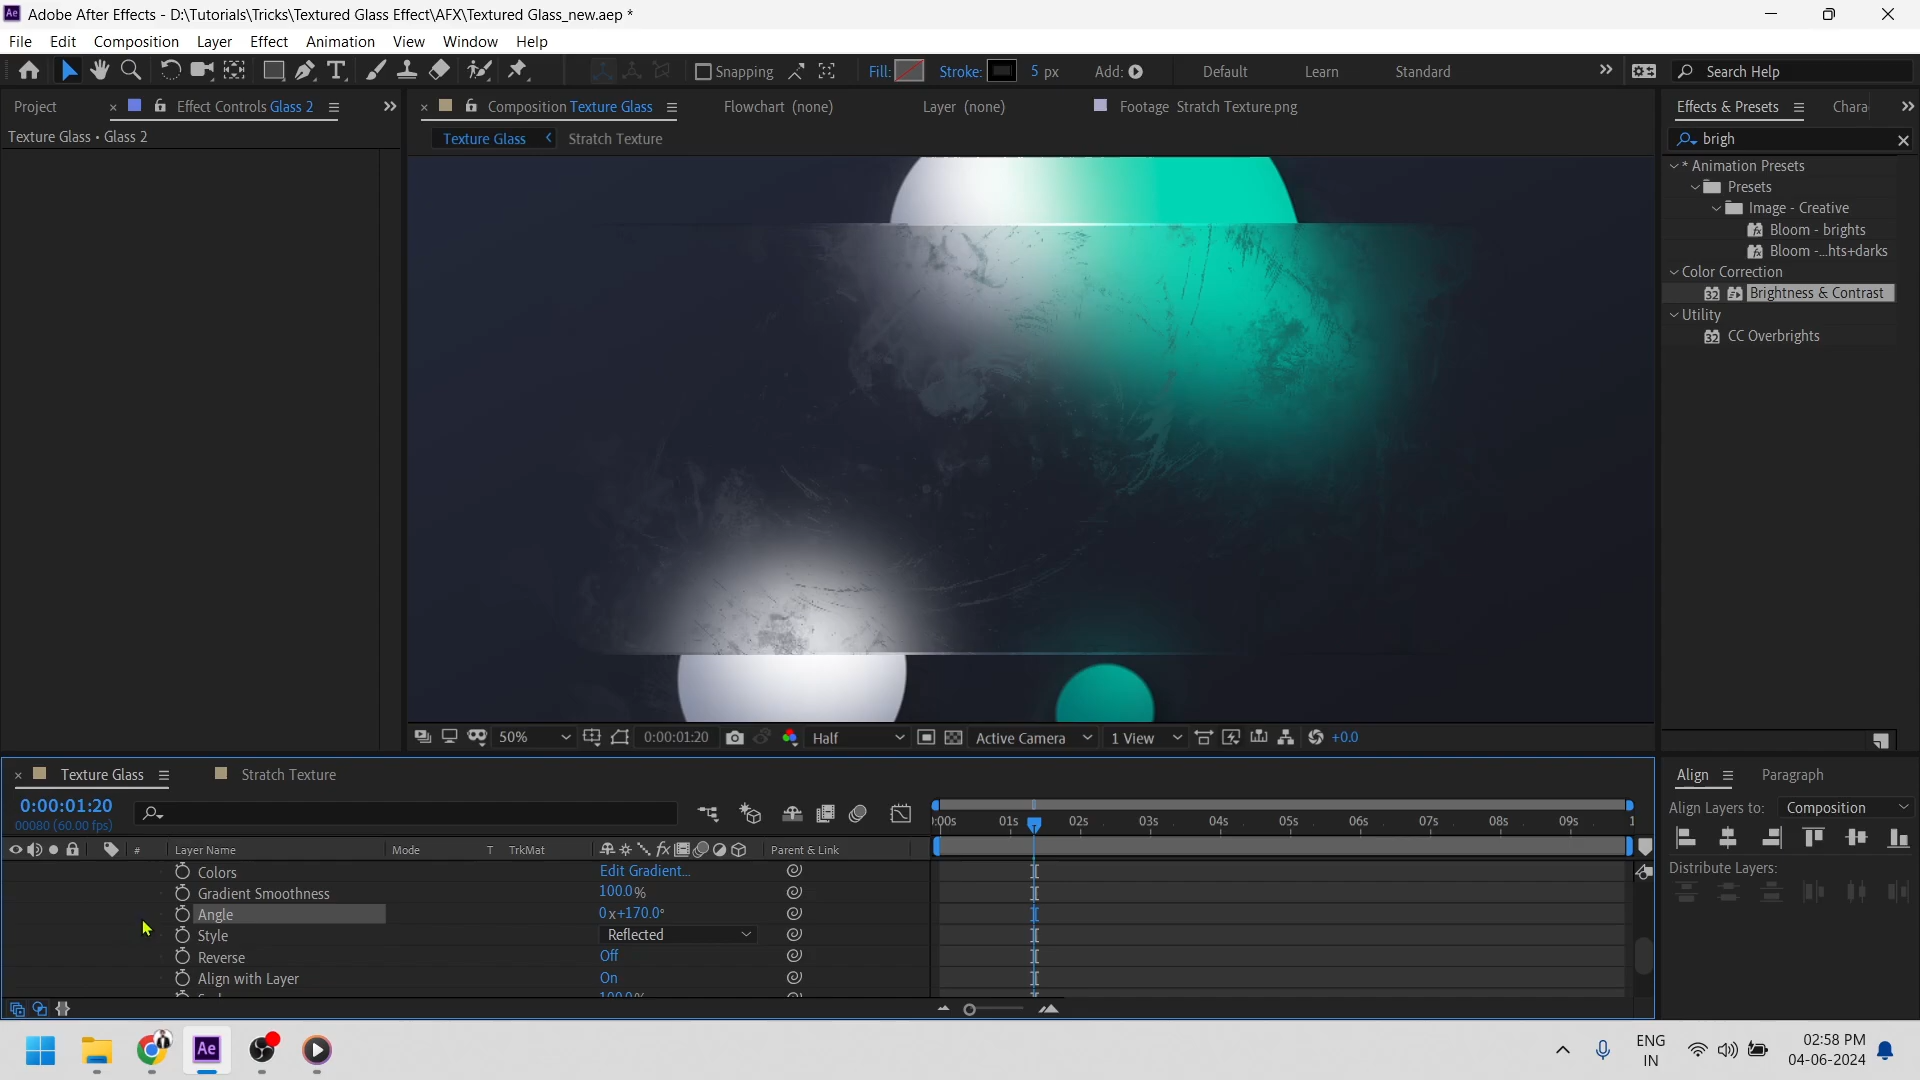 Adobe After Effects - D:\Tutorials\Tricks\Textured Glass Effect\AFX\Textured Glass_new.aep *
File Edit Composition Layer Effect Animation View Window Help
Snapping Fill: Stroke: 5 px Add: Default Learn Standard Search Help
Project Effect Controls Glass 2 Composition Texture Glass Flowchart (none) Layer (none) Footage Stratch Texture.png Effects & Presets Chara
Texture Glass • Glass 2 Texture Glass Stratch Texture brigh
* Animation Presets
Presets
Image - Creative
Bloom - brights
Bloom -...hts+darks
Color Correction
32 Brightness & Contrast
Utility
32 CC Overbrights
50% 0:00:01:20 Half Active Camera 1 View +0.0
Texture Glass Stratch Texture Align Paragraph
0:00:01:20
00080 (60.00 fps)
Align Layers to: Composition
:00s 01s 02s 03s 04s 05s 06s 07s 08s 09s 1
# Layer Name Mode T TrkMat Parent & Link
Distribute Layers:
Colors Edit Gradient...
Gradient Smoothness 100.0%
Angle 0x+170.0°
Style Reflected
Reverse Off
Align with Layer On
100.0%
Ae
ENG
IN
02:58 PM
04-06-2024